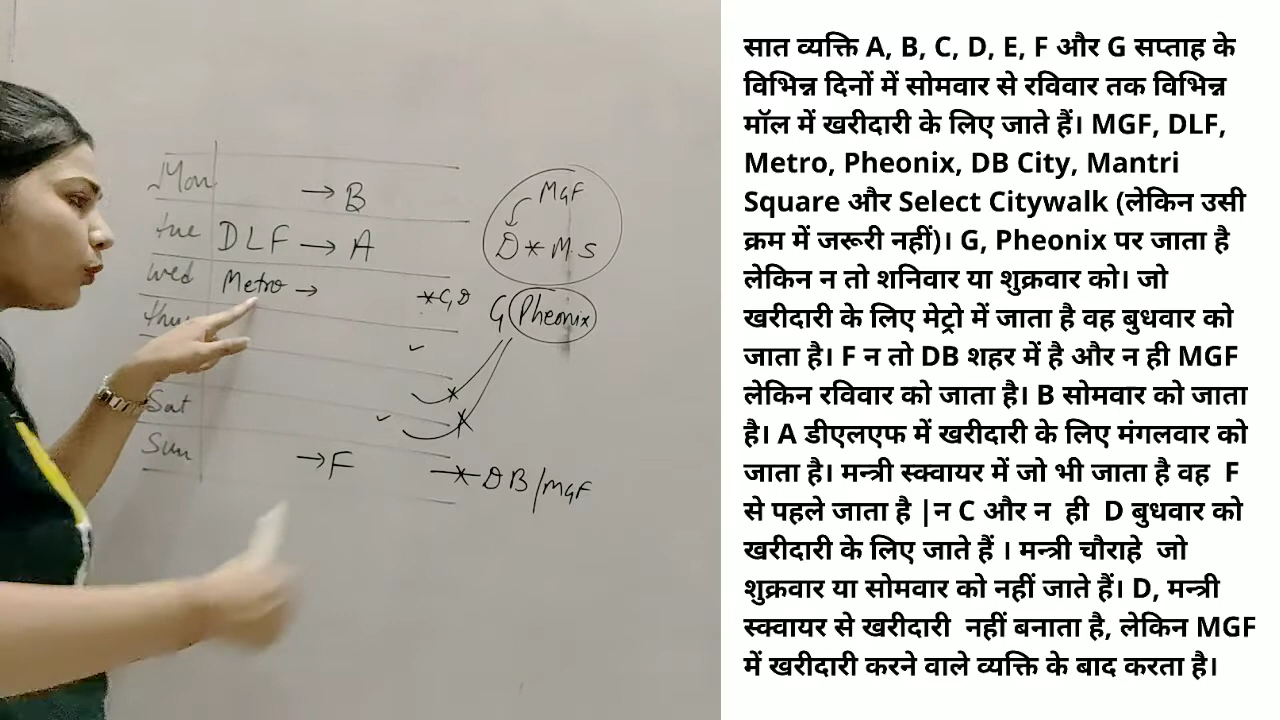 Mon → B
MGF
tue DLF → A
D * M.S
wed Metro → *C, D
thu
G Pheonix
Sat
Sun → F * DB/MGF
सात व्यक्ति A, B, C, D, E, F और G सप्ताह के
विभिन्न दिनों में सोमवार से रविवार तक विभिन्न
मॉल में खरीदारी के लिए जाते हैं। MGF, DLF,
Metro, Pheonix, DB City, Mantri
Square और Select Citywalk (लेकिन उसी
क्रम में जरूरी नहीं)। G, Pheonix पर जाता है
लेकिन न तो शनिवार या शुक्रवार को। जो
खरीदारी के लिए मेट्रो में जाता है वह बुधवार को
जाता है। F न तो DB शहर में है और न ही MGF
लेकिन रविवार को जाता है। B सोमवार को जाता
है। A डीएलएफ में खरीदारी के लिए मंगलवार को
जाता है। मन्त्री स्क्वायर में जो भी जाता है वह F
से पहले जाता है |न C और न ही D बुधवार को
खरीदारी के लिए जाते हैं । मन्त्री चौराहे जो
शुक्रवार या सोमवार को नहीं जाते हैं। D, मन्त्री
स्क्वायर से खरीदारी नहीं बनाता है, लेकिन MGF
में खरीदारी करने वाले व्यक्ति के बाद करता है।